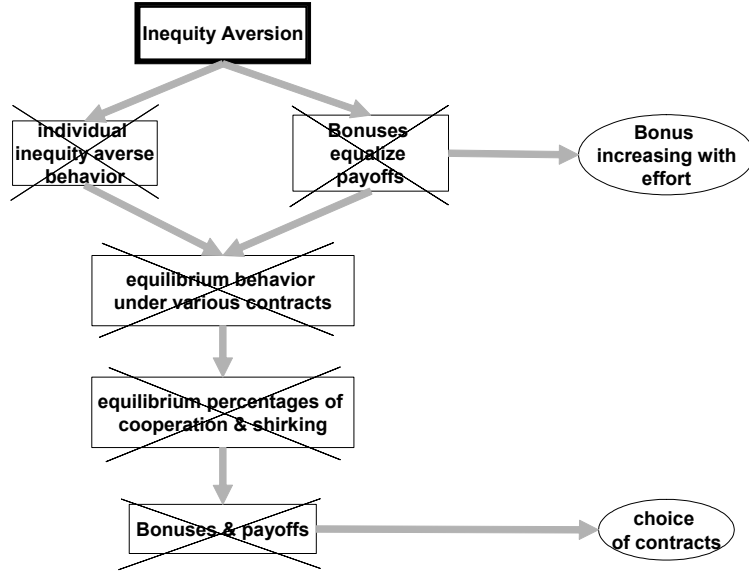 Inequity Aversion
individual
inequity averse
behavior
Bonuses
equalize
payoffs
Bonus
increasing with
effort
equilibrium behavior
under various contracts
equilibrium percentages of
cooperation & shirking
Bonuses & payoffs
choice
of contracts